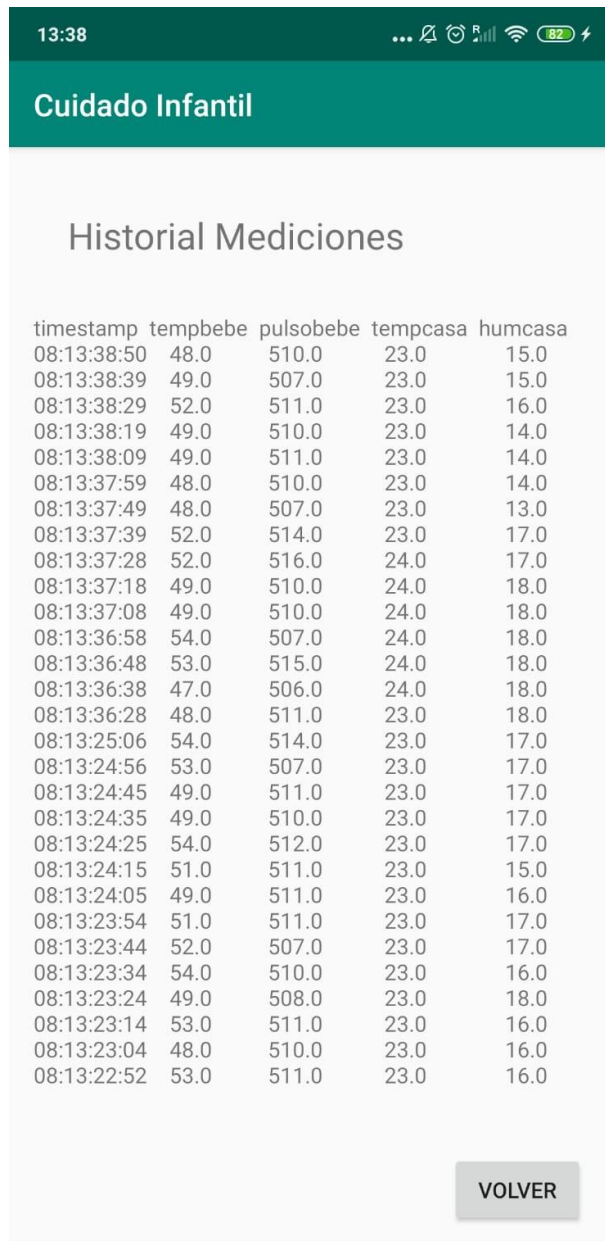 13:38
... R 82
Cuidado Infantil
Historial Mediciones
timestamp tempbebe pulsobebe tempcasa humcasa
08:13:38:50 48.0 510.0 23.0 15.0
08:13:38:39 49.0 507.0 23.0 15.0
08:13:38:29 52.0 511.0 23.0 16.0
08:13:38:19 49.0 510.0 23.0 14.0
08:13:38:09 49.0 511.0 23.0 14.0
08:13:37:59 48.0 510.0 23.0 14.0
08:13:37:49 48.0 507.0 23.0 13.0
08:13:37:39 52.0 514.0 23.0 17.0
08:13:37:28 52.0 516.0 24.0 17.0
08:13:37:18 49.0 510.0 24.0 18.0
08:13:37:08 49.0 510.0 24.0 18.0
08:13:36:58 54.0 507.0 24.0 18.0
08:13:36:48 53.0 515.0 24.0 18.0
08:13:36:38 47.0 506.0 24.0 18.0
08:13:36:28 48.0 511.0 23.0 18.0
08:13:25:06 54.0 514.0 23.0 17.0
08:13:24:56 53.0 507.0 23.0 17.0
08:13:24:45 49.0 511.0 23.0 17.0
08:13:24:35 49.0 510.0 23.0 17.0
08:13:24:25 54.0 512.0 23.0 17.0
08:13:24:15 51.0 511.0 23.0 15.0
08:13:24:05 49.0 511.0 23.0 16.0
08:13:23:54 51.0 511.0 23.0 17.0
08:13:23:44 52.0 507.0 23.0 17.0
08:13:23:34 54.0 510.0 23.0 16.0
08:13:23:24 49.0 508.0 23.0 18.0
08:13:23:14 53.0 511.0 23.0 16.0
08:13:23:04 48.0 510.0 23.0 16.0
08:13:22:52 53.0 511.0 23.0 16.0
VOLVER